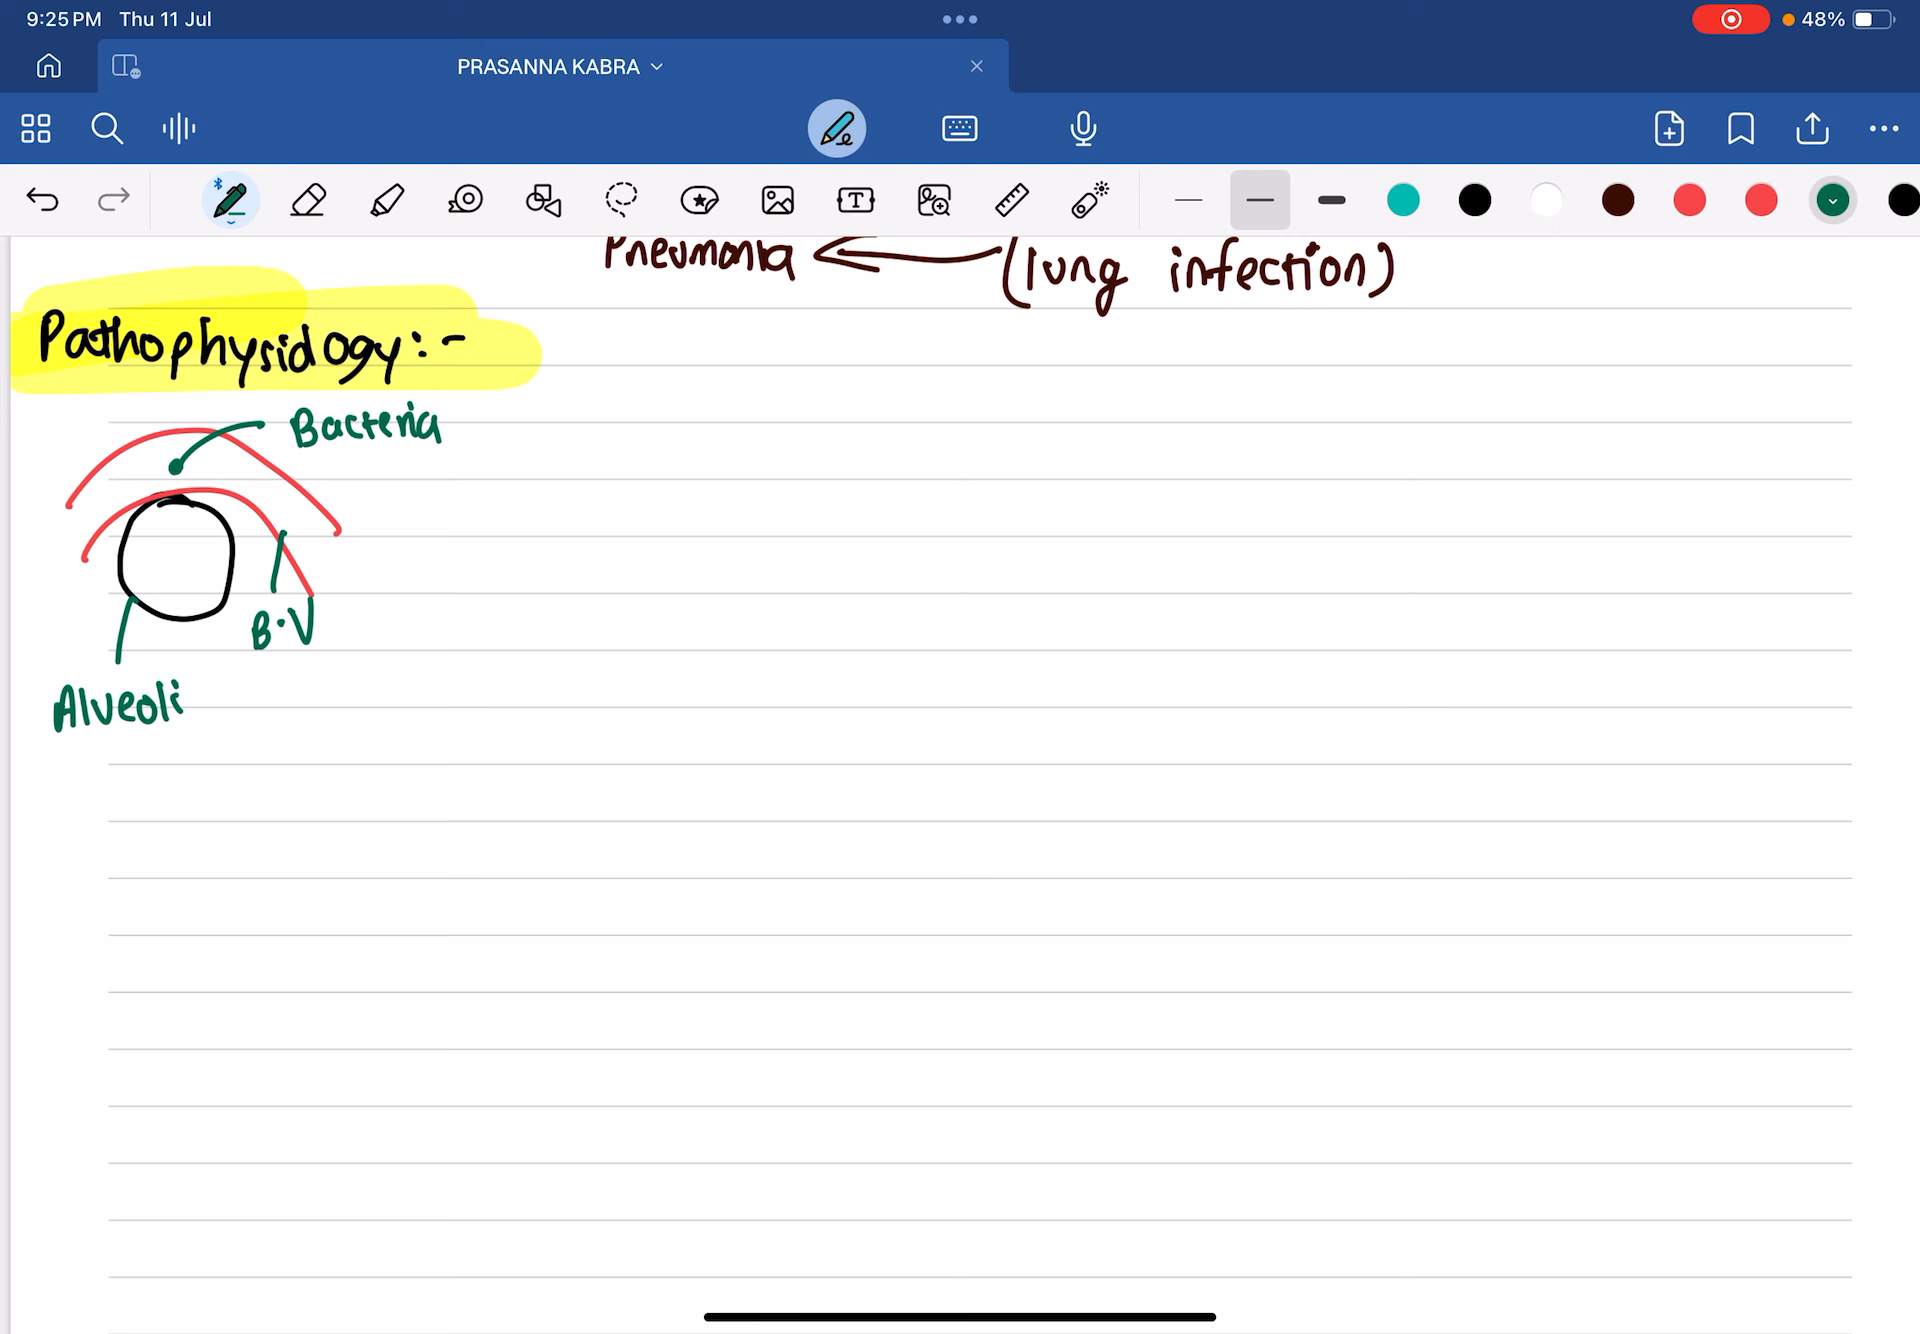 9:25 PM Thu 11 Jul
48%
PRASANNA KABRA
Pneumonia (lung infection)
Pathophysiology:-
Bacteria
B.V
Alveoli